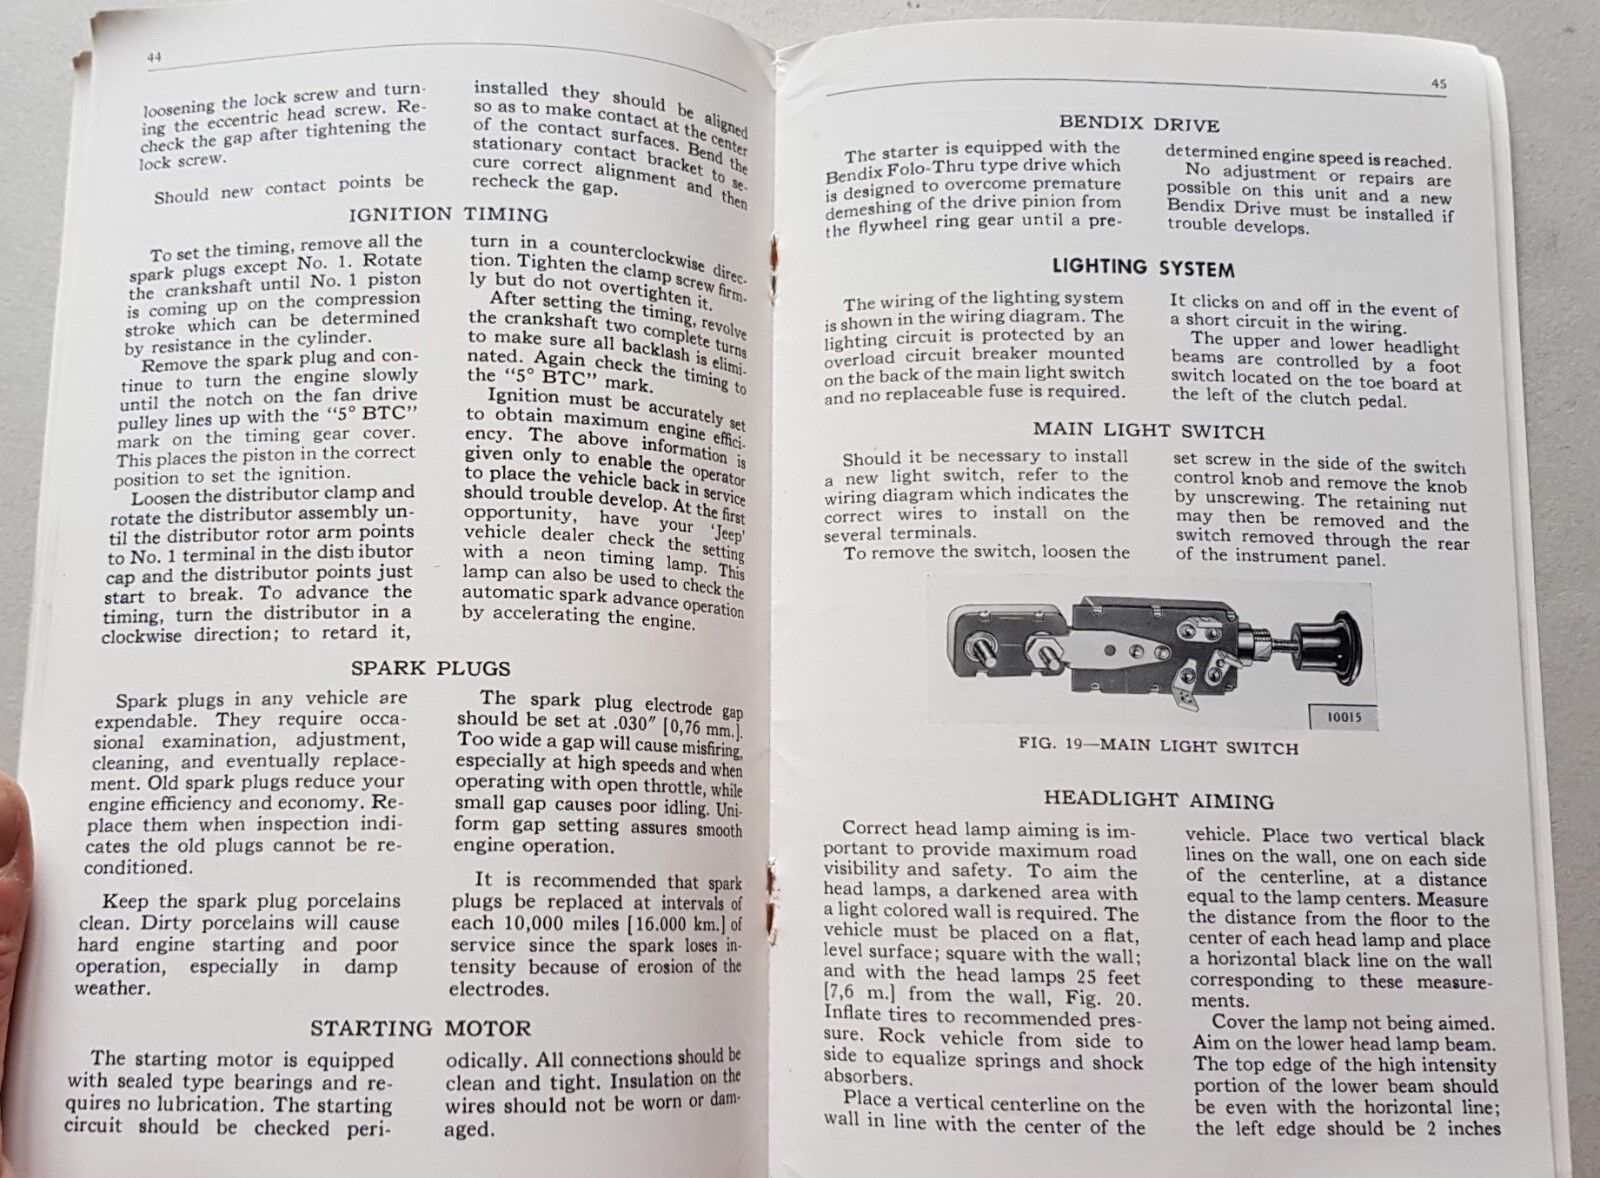 44
loosening the lock screw and turn-
ing the eccentric head screw. Re-
check the gap after tightening the
lock screw.
Should new contact points be
installed they should be aligned
so as to make contact at the center
of the contact surfaces. Bend the
stationary contact bracket to se-
cure correct alignment and then
recheck the gap.
IGNITION TIMING
To set the timing, remove all the
spark plugs except No. 1. Rotate
the crankshaft until No. 1 piston
is coming up on the compression
stroke which can be determined
by resistance in the cylinder.
Remove the spark plug and con-
tinue to turn the engine slowly
until the notch on the fan drive
pulley lines up with the "5° BTC"
mark on the timing gear cover.
This places the piston in the correct
position to set the ignition.
Loosen the distributor clamp and
rotate the distributor assembly un-
til the distributor rotor arm points
to No. 1 terminal in the distributor
cap and the distributor points just
start to break. To advance the
timing, turn the distributor in a
clockwise direction; to retard it,
turn in a counterclockwise direc-
tion. Tighten the clamp screw firm-
ly but do not overtighten it.
After setting the timing, revolve
the crankshaft two complete turns
to make sure all backlash is elimi-
nated. Again check the timing to
the "5° BTC" mark.
Ignition must be accurately set
to obtain maximum engine effici-
ency. The above information is
given only to enable the operator
to place the vehicle back in service
should trouble develop. At the first
opportunity, have your 'Jeep'
vehicle dealer check the setting
with a neon timing lamp. This
lamp can also be used to check the
automatic spark advance operation
by accelerating the engine.
SPARK PLUGS
Spark plugs in any vehicle are
expendable. They require occa-
sional examination, adjustment,
cleaning, and eventually replace-
ment. Old spark plugs reduce your
engine efficiency and economy. Re-
place them when inspection indi-
cates the old plugs cannot be re-
conditioned.
Keep the spark plug porcelains
clean. Dirty porcelains will cause
hard engine starting and poor
operation, especially in damp
weather.
The spark plug electrode gap
should be set at .030″ [0,76 mm.].
Too wide a gap will cause misfiring,
especially at high speeds and when
operating with open throttle, while
small gap causes poor idling. Uni-
form gap setting assures smooth
engine operation.
It is recommended that spark
plugs be replaced at intervals of
each 10,000 miles [16.000 km.] of
service since the spark loses in-
tensity because of erosion of the
electrodes.
STARTING MOTOR
The starting motor is equipped
with sealed type bearings and re-
quires no lubrication. The starting
circuit should be checked peri-
odically. All connections should be
clean and tight. Insulation on the
wires should not be worn or dam-
aged.
45
BENDIX DRIVE
The starter is equipped with the
Bendix Folo-Thru type drive which
is designed to overcome premature
demeshing of the drive pinion from
the flywheel ring gear until a pre-
determined engine speed is reached.
No adjustment or repairs are
possible on this unit and a new
Bendix Drive must be installed if
trouble develops.
LIGHTING SYSTEM
The wiring of the lighting system
is shown in the wiring diagram. The
lighting circuit is protected by an
overload circuit breaker mounted
on the back of the main light switch
and no replaceable fuse is required.
It clicks on and off in the event of
a short circuit in the wiring.
The upper and lower headlight
beams are controlled by a foot
switch located on the toe board at
the left of the clutch pedal.
MAIN LIGHT SWITCH
Should it be necessary to install
a new light switch, refer to the
wiring diagram which indicates the
correct wires to install on the
several terminals.
To remove the switch, loosen the
set screw in the side of the switch
control knob and remove the knob
by unscrewing. The retaining nut
may then be removed and the
switch removed through the rear
of the instrument panel.
10015
FIG. 19—MAIN LIGHT SWITCH
HEADLIGHT AIMING
Correct head lamp aiming is im-
portant to provide maximum road
visibility and safety. To aim the
head lamps, a darkened area with
a light colored wall is required. The
vehicle must be placed on a flat,
level surface; square with the wall;
and with the head lamps 25 feet
[7,6 m.] from the wall, Fig. 20.
Inflate tires to recommended pres-
sure. Rock vehicle from side to
side to equalize springs and shock
absorbers.
Place a vertical centerline on the
wall in line with the center of the
vehicle. Place two vertical black
lines on the wall, one on each side
of the centerline, at a distance
equal to the lamp centers. Measure
the distance from the floor to the
center of each head lamp and place
a horizontal black line on the wall
corresponding to these measure-
ments.
Cover the lamp not being aimed.
Aim on the lower head lamp beam.
The top edge of the high intensity
portion of the lower beam should
be even with the horizontal line;
the left edge should be 2 inches